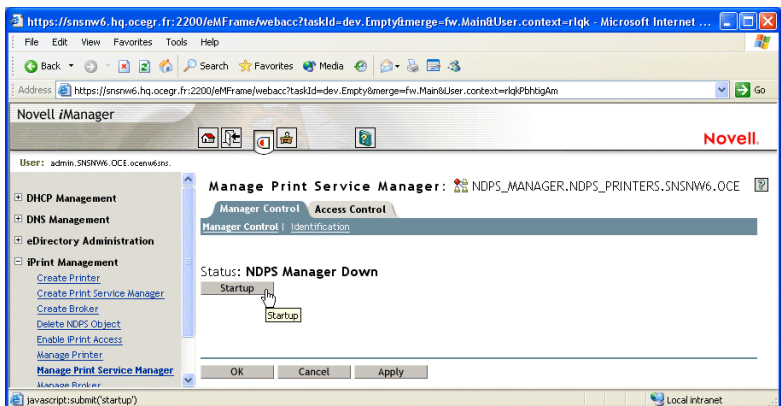 https://snsnw6.hq.ocegr.fr:2200/eMFrame/webacc?taskId=dev.Empty&merge=fw.Main&User.context=rlqk - Microsoft Internet ...
File Edit View Favorites Tools Help
Back Search Favorites Media
Address https://snsnw6.hq.ocegr.fr:2200/eMFrame/webacc?taskId=dev.Empty&merge=fw.Main&User.context=rlqkPbhtigAm Go
Novell iManager
Novell.
User: admin.SNSNW6.OCE.ocenw6sns.
Manage Print Service Manager: NDPS_MANAGER.NDPS_PRINTERS.SNSNW6.OCE
Manager Control Access Control
Manager Control | Identification
DHCP Management
DNS Management
eDirectory Administration
iPrint Management
Create Printer
Create Print Service Manager
Create Broker
Delete NDPS Object
Enable iPrint Access
Manage Printer
Manage Print Service Manager
Manage Broker
Status: NDPS Manager Down
Startup
Startup
OK Cancel Apply
javascript:submit('startup') Local intranet